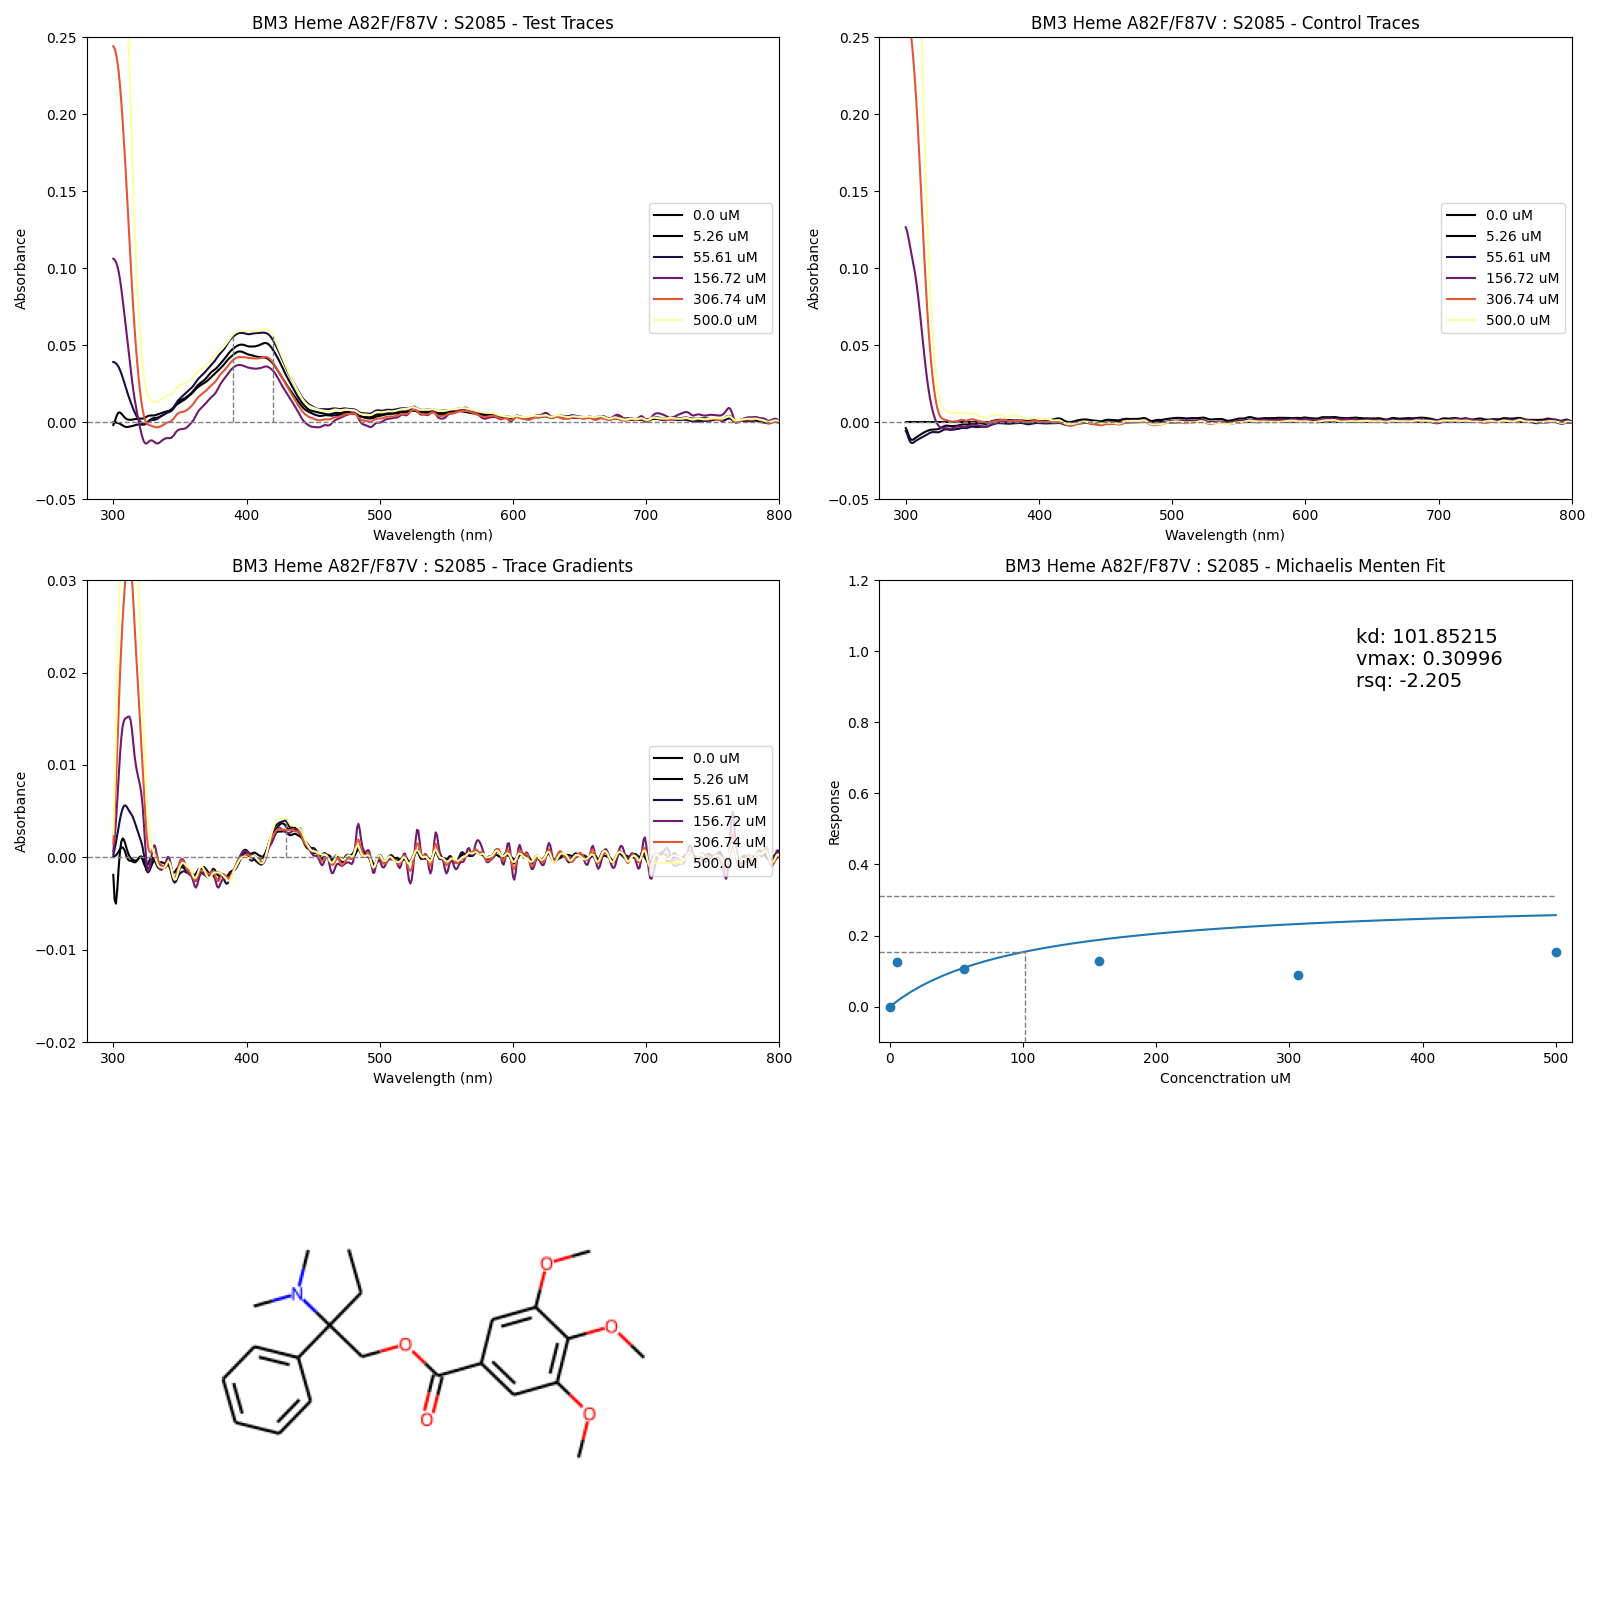 BM3 Heme A82F/F87V : S2085 - Test Traces
0.25
0.20
0.15
0.10
0.05
0.00
−0.05
Absorbance
300 400 500 600 700 800
Wavelength (nm)
0.0 uM
5.26 uM
55.61 uM
156.72 uM
306.74 uM
500.0 uM
BM3 Heme A82F/F87V : S2085 - Control Traces
0.25
0.20
0.15
0.10
0.05
0.00
−0.05
Absorbance
300 400 500 600 700 800
Wavelength (nm)
0.0 uM
5.26 uM
55.61 uM
156.72 uM
306.74 uM
500.0 uM
BM3 Heme A82F/F87V : S2085 - Trace Gradients
0.03
0.02
0.01
0.00
−0.01
−0.02
Absorbance
300 400 500 600 700 800
Wavelength (nm)
0.0 uM
5.26 uM
55.61 uM
156.72 uM
306.74 uM
500.0 uM
BM3 Heme A82F/F87V : S2085 - Michaelis Menten Fit
1.2
1.0
0.8
0.6
0.4
0.2
0.0
Response
0 100 200 300 400 500
Concenctration uM
kd: 101.85215
vmax: 0.30996
rsq: -2.205
O
N
O
O
O
O